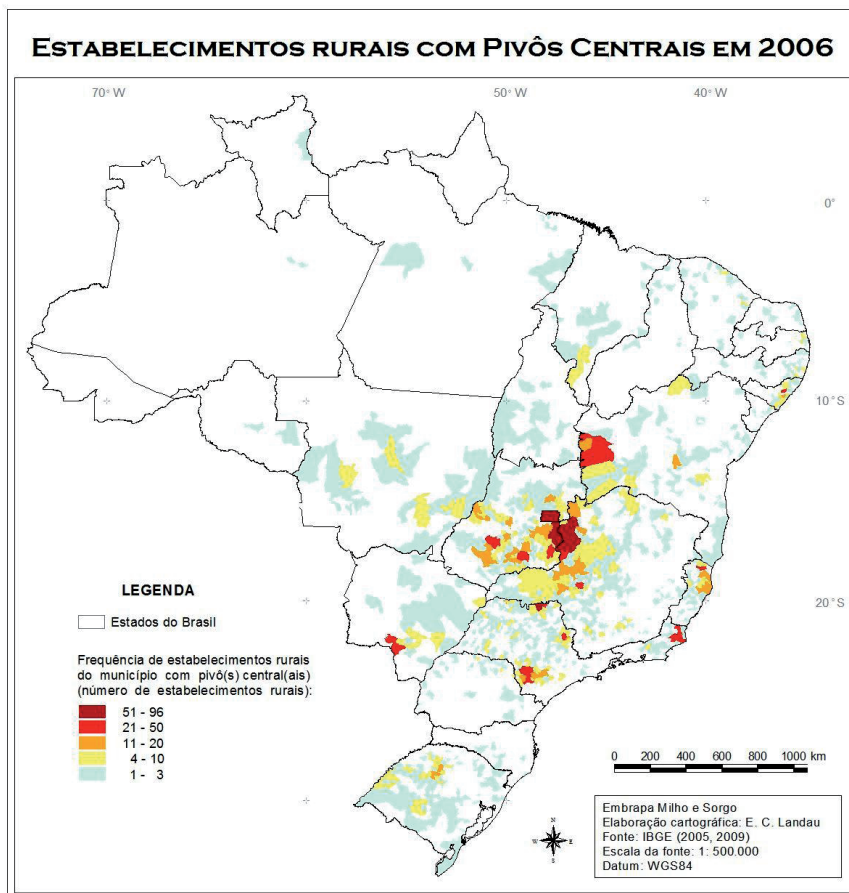 ESTABELECIMENTOS RURAIS COM PIVÔS CENTRAIS EM 2006
70° W
50° W
40° W
0°
10° S
20° S
LEGENDA
Estados do Brasil
Frequência de estabelecimentos rurais
do município com pivô(s) central(ais)
(número de estabelecimentos rurais):
51 - 96
21 - 50
11 - 20
4 - 10
1 - 3
0 200 400 600 800 1000 km
N
W E
S
Embrapa Milho e Sorgo
Elaboração cartográfica: E. C. Landau
Fonte: IBGE (2005, 2009)
Escala da fonte: 1: 500.000
Datum: WGS84